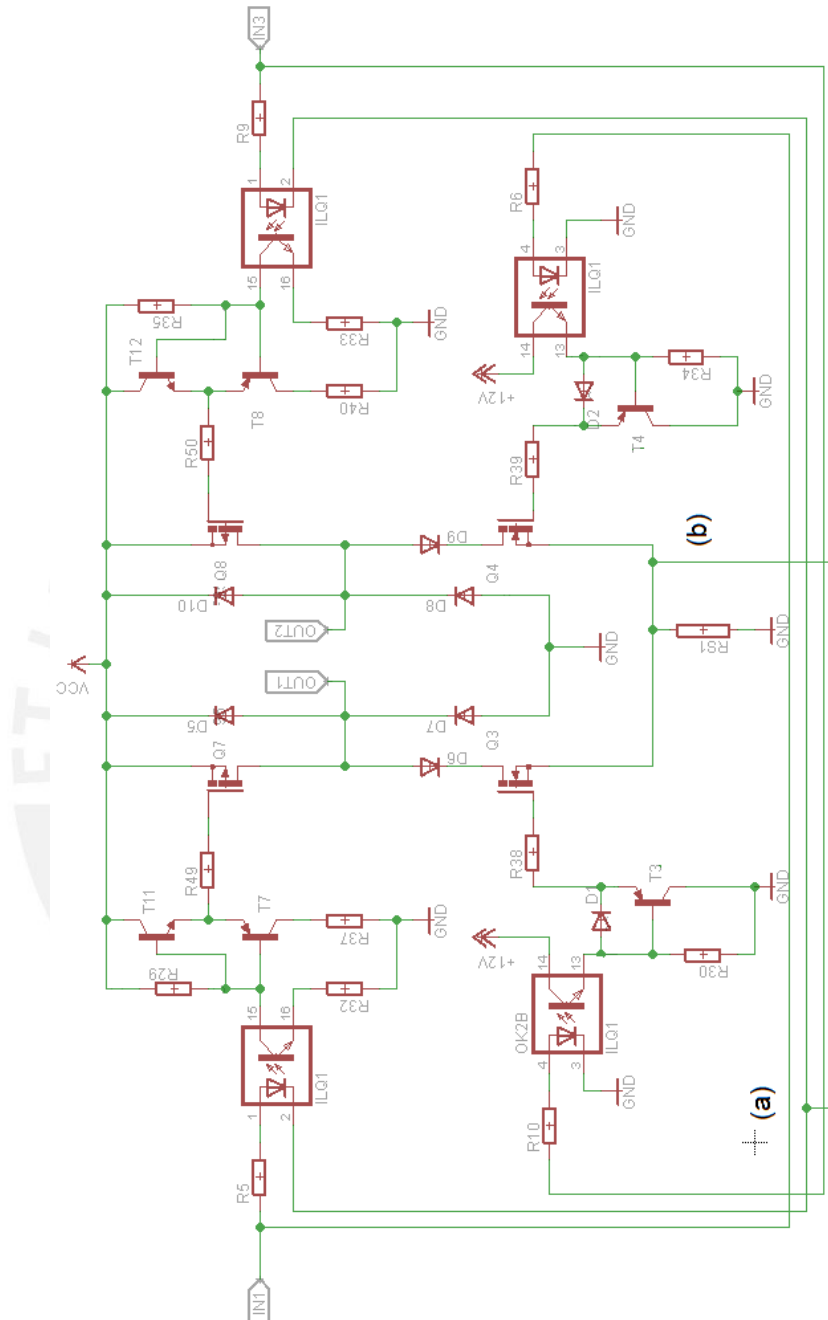 IN3
R9
1
2
ILQ1
15
16
R35
T12
R33
GND
R40
T8
R50
R6
4
3
GND
ILQ1
14
13
+12V
D2
R34
GND
T4
R39
Q8
D10
D9
Q4
(b)
OUT2
D8
VCC
GND
RS1
GND
OUT1
D5
D7
Q7
D6
Q3
R49
R38
T11
T7
R29
R37
GND
R32
D1
T3
+12V
R30
GND
15
16
1
2
ILQ1
14
13
OK2B
4
3
ILQ1
GND
R5
R10
(a)
IN1